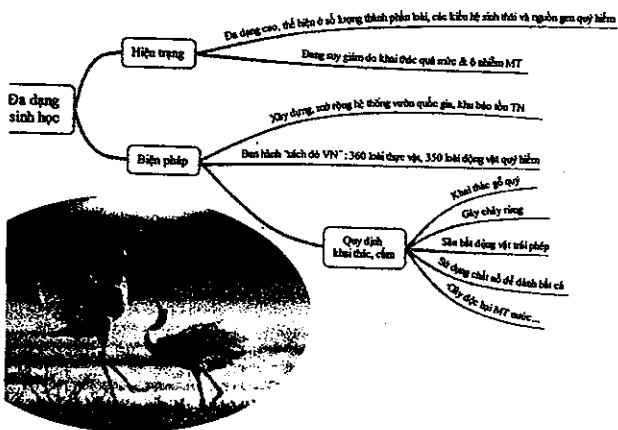 Đa dạng cao, thể hiện ở số lượng thành phần loài, các kiểu hệ sinh thái và nguồn gen quý hiếm
Hiện trạng
Đang suy giảm do khai thác quá mức & ô nhiễm MT
Đa dạng
sinh học
Xây dựng, mở rộng hệ thống vườn quốc gia, khu bảo tồn TN
Biện pháp
Ban hành "sách đỏ VN": 360 loài thực vật, 350 loài động vật quý hiếm
Khai thác gỗ quý
Gây cháy rừng
Quy định
khai thác, cấm
Săn bắt động vật trái phép
Sử dụng chất nổ để đánh bắt cá
Gây độc hại MT nước...